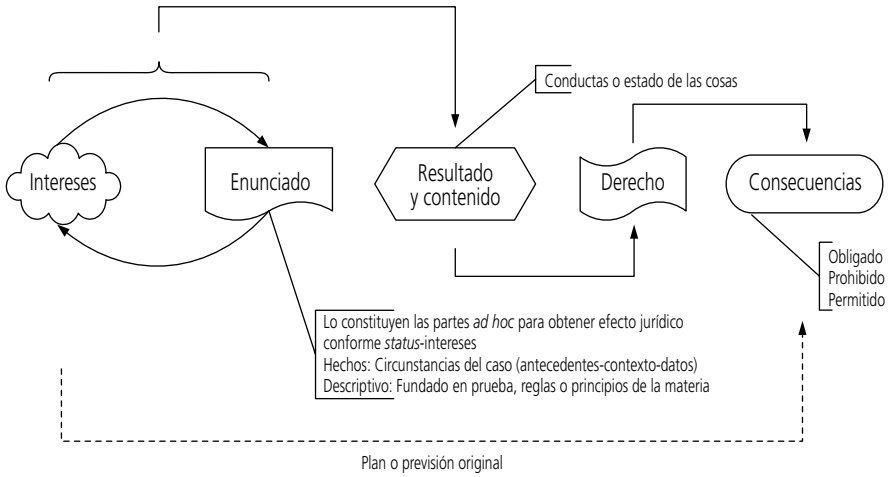 Conductas o estado de las cosas
Intereses
Enunciado
Resultado
y contenido
Derecho
Consecuencias
Obligado
Prohibido
Permitido
Lo constituyen las partes ad hoc para obtener efecto jurídico
conforme status-intereses
Hechos: Circunstancias del caso (antecedentes-contexto-datos)
Descriptivo: Fundado en prueba, reglas o principios de la materia
Plan o previsión original